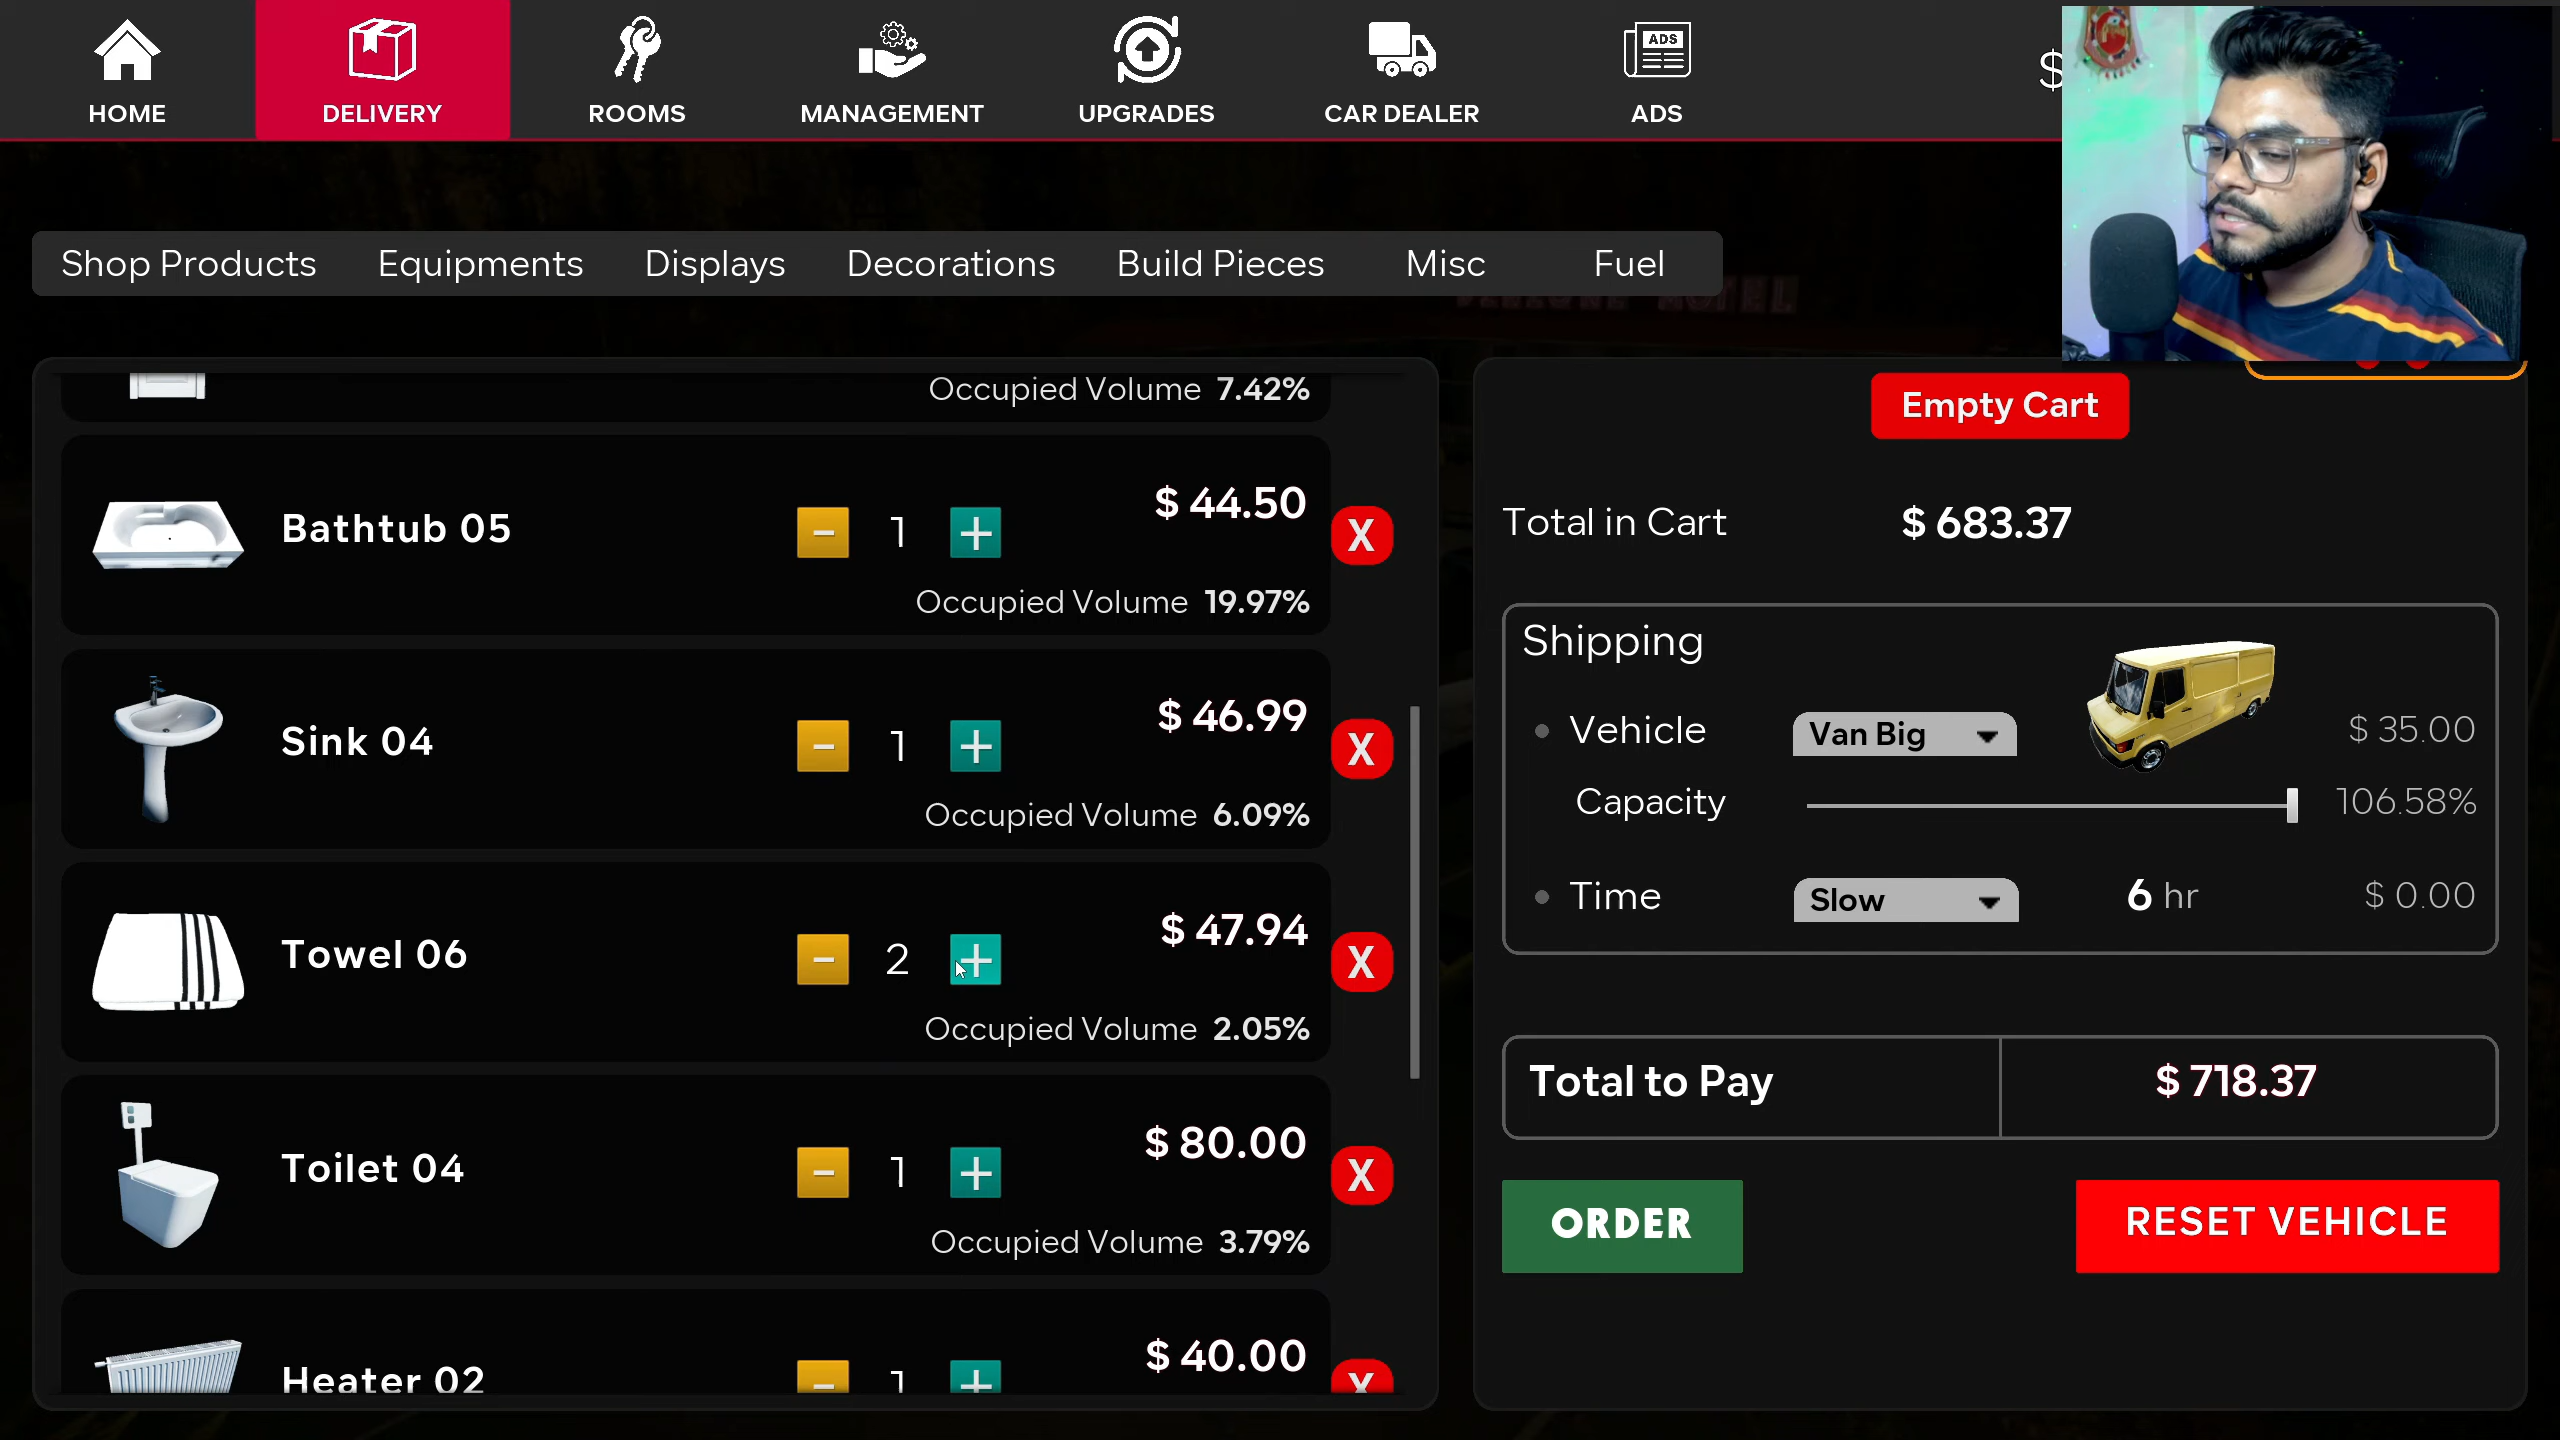 HOME
DELIVERY
ROOMS
MANAGEMENT
UPGRADES
CAR DEALER
ADS
ADS
$
Shop Products
Equipments
Displays
Decorations
Build Pieces
Misc
Fuel
MOTEL
Occupied Volume 7.42%
Bathtub 05
- 1 +
$ 44.50
X
Occupied Volume 19.97%
Sink 04
- 1 +
$ 46.99
X
Occupied Volume 6.09%
Towel 06
- 2 +
$ 47.94
X
Occupied Volume 2.05%
Toilet 04
- 1 +
$ 80.00
X
Occupied Volume 3.79%
Heater 02
- 1 +
$ 40.00
X
Empty Cart
Total in Cart $ 683.37
Shipping
Vehicle Van Big $ 35.00
Capacity 106.58%
Time Slow 6 hr $ 0.00
Total to Pay $ 718.37
ORDER
RESET VEHICLE